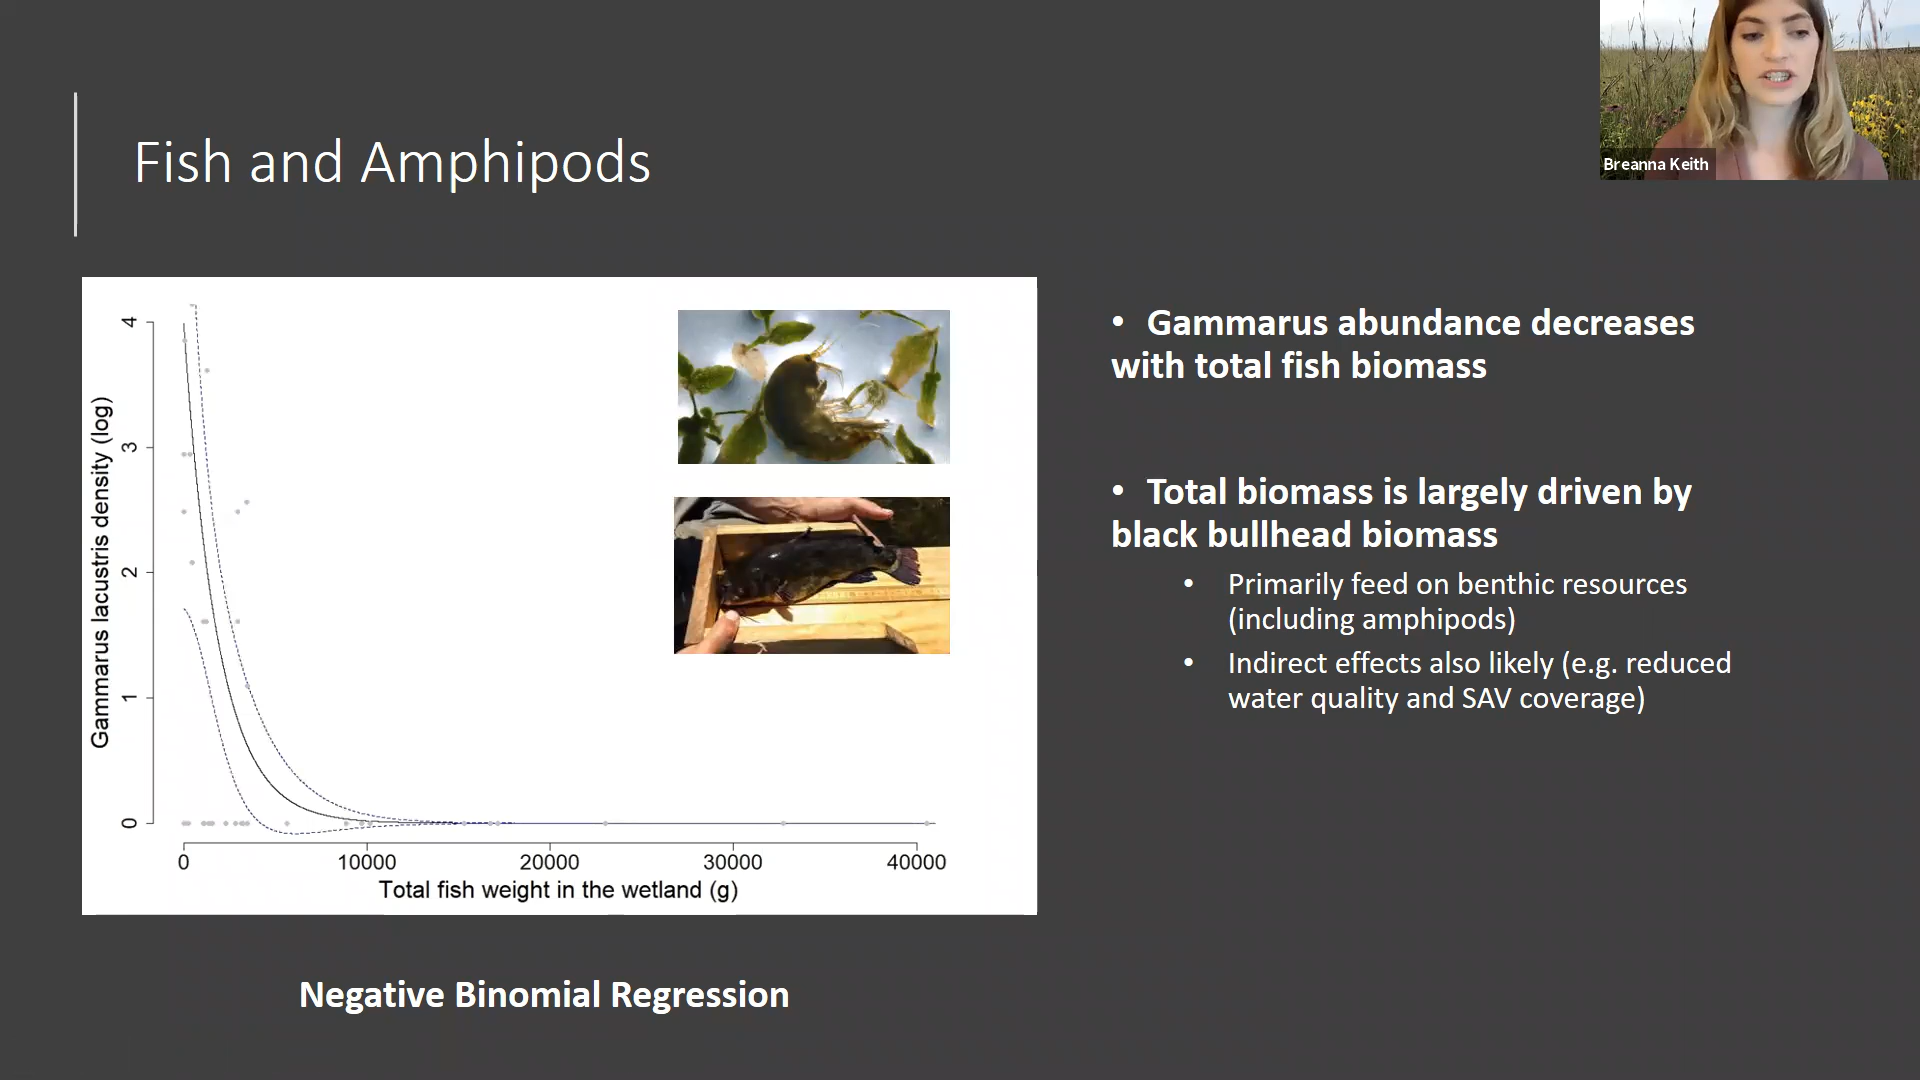 Breanna Keith
Fish and Amphipods
4
3
2
1
0
Gammarus lacustris density (log)
0 10000 20000 30000 40000
Total fish weight in the wetland (g)
Negative Binomial Regression
• Gammarus abundance decreases
with total fish biomass
• Total biomass is largely driven by
black bullhead biomass
• Primarily feed on benthic resources
(including amphipods)
• Indirect effects also likely (e.g. reduced
water quality and SAV coverage)